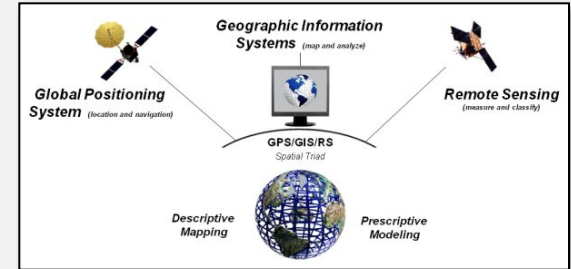 Geographic Information
Systems (map and analyze)
Global Positioning
System (location and navigation)
Remote Sensing
(measure and classify)
GPS/GIS/RS
Spatial Triad
Descriptive
Mapping
Prescriptive
Modeling